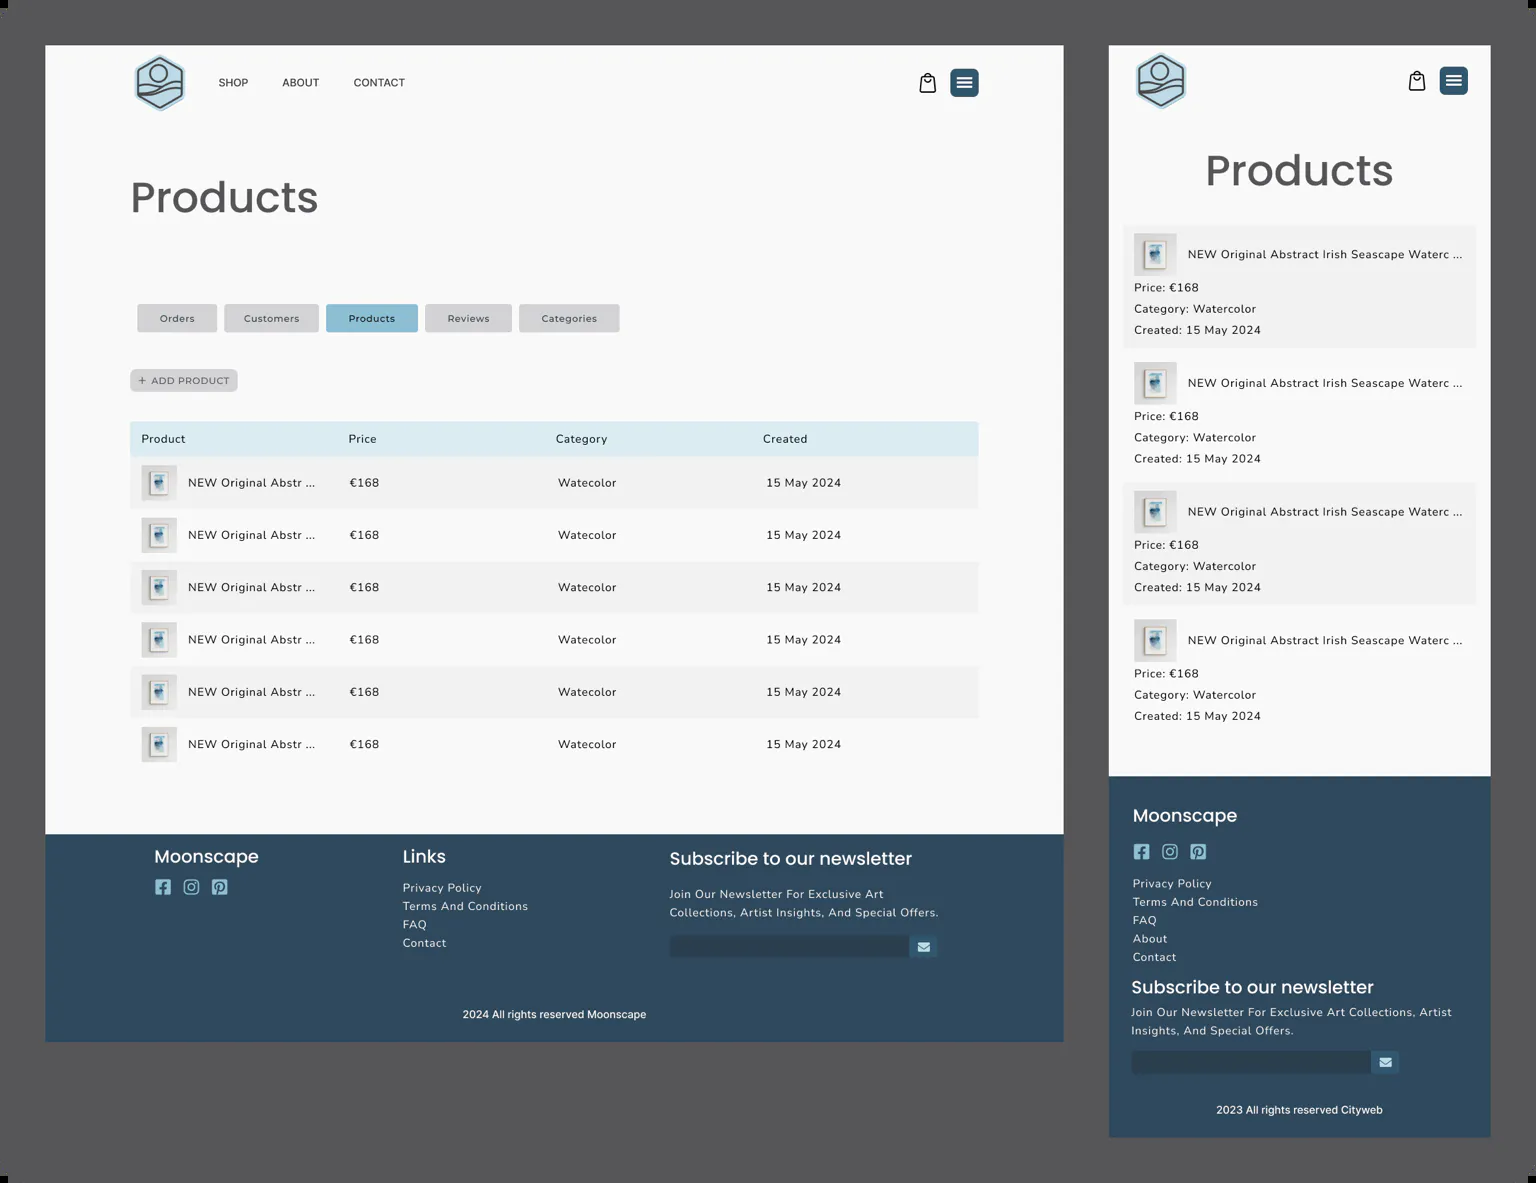 SHOP ABOUT CONTACT
Products
Orders Customers Products Reviews Categories
+ ADD PRODUCT
Product Price Category Created
NEW Original Abstr ... €168 Watecolor 15 May 2024
NEW Original Abstr ... €168 Watecolor 15 May 2024
NEW Original Abstr ... €168 Watecolor 15 May 2024
NEW Original Abstr ... €168 Watecolor 15 May 2024
NEW Original Abstr ... €168 Watecolor 15 May 2024
NEW Original Abstr ... €168 Watecolor 15 May 2024
Moonscape
Links
Privacy Policy
Terms And Conditions
FAQ
Contact
Subscribe to our newsletter
Join Our Newsletter For Exclusive Art
Collections, Artist Insights, And Special Offers.
2024 All rights reserved Moonscape
Products
NEW Original Abstract Irish Seascape Waterc ...
Price: €168
Category: Watercolor
Created: 15 May 2024
NEW Original Abstract Irish Seascape Waterc ...
Price: €168
Category: Watercolor
Created: 15 May 2024
NEW Original Abstract Irish Seascape Waterc ...
Price: €168
Category: Watercolor
Created: 15 May 2024
NEW Original Abstract Irish Seascape Waterc ...
Price: €168
Category: Watercolor
Created: 15 May 2024
Moonscape
Privacy Policy
Terms And Conditions
FAQ
About
Contact
Subscribe to our newsletter
Join Our Newsletter For Exclusive Art Collections, Artist
Insights, And Special Offers.
2023 All rights reserved Cityweb